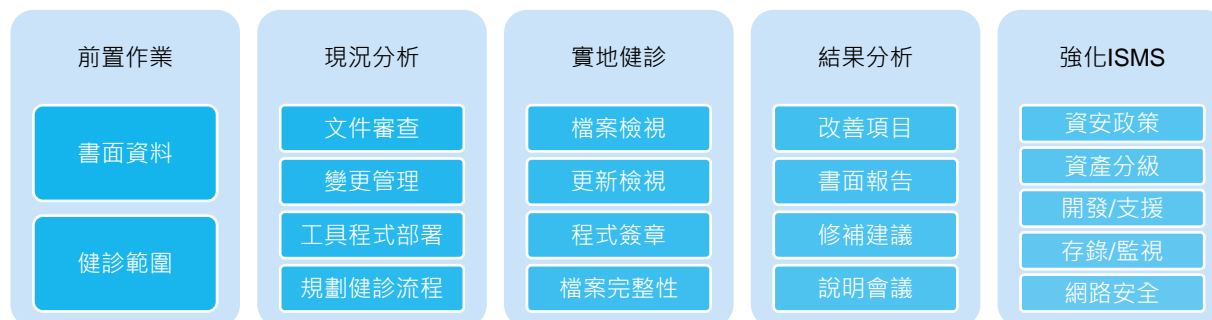 前置作業
書面資料
健診範圍
現況分析
文件審查
變更管理
工具程式部署
規劃健診流程
實地健診
檔案檢視
更新檢視
程式簽章
檔案完整性
結果分析
改善項目
書面報告
修補建議
說明會議
強化ISMS
資安政策
資產分級
開發/支援
存錄/監視
網路安全